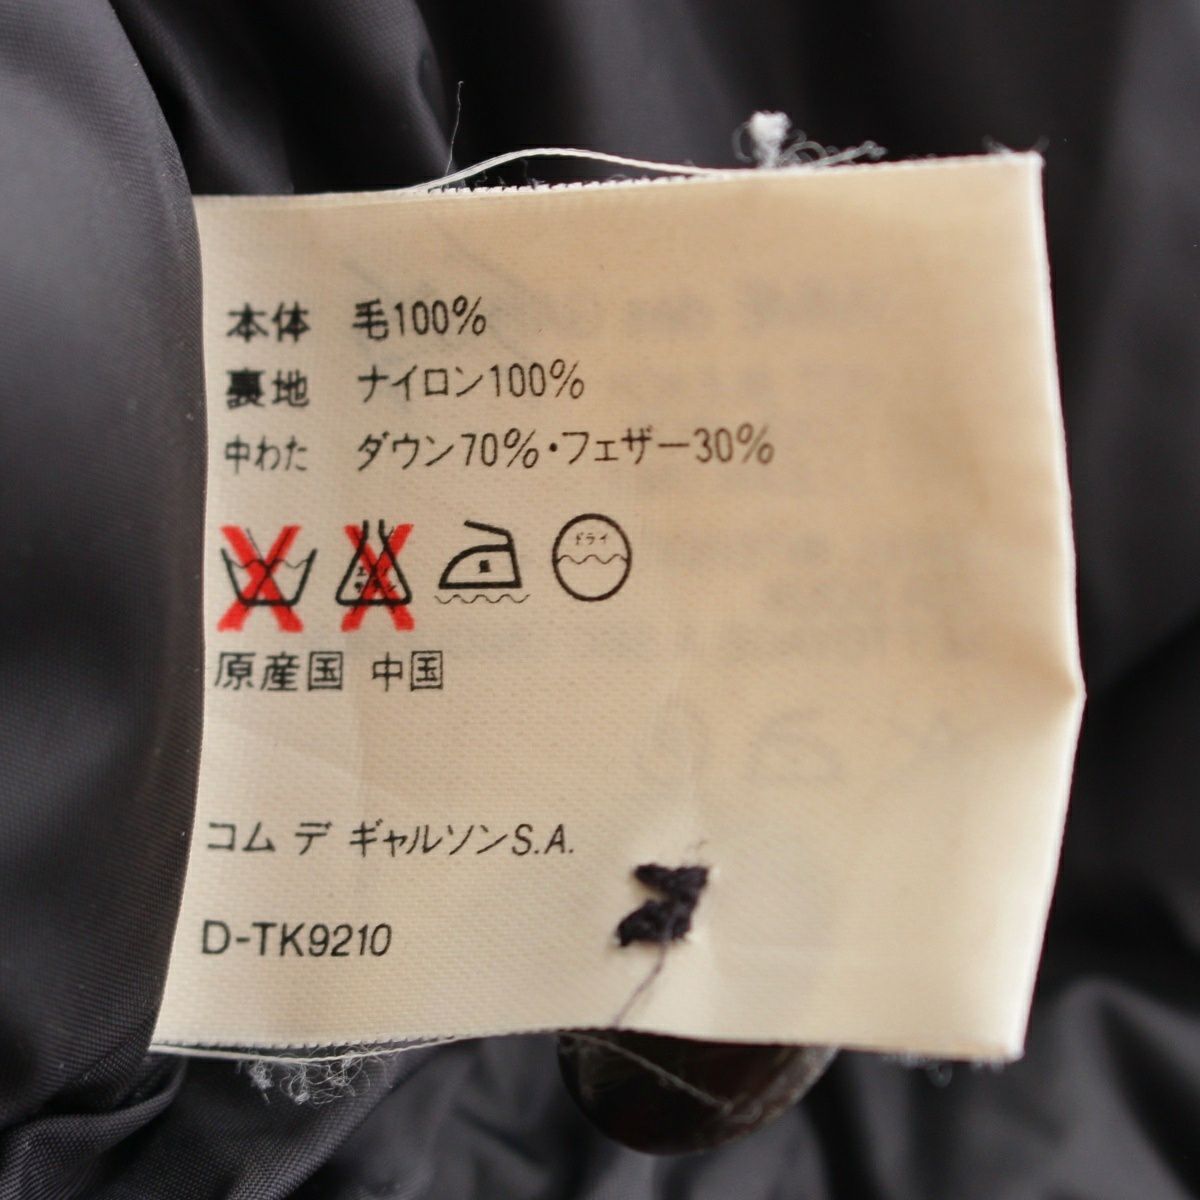 本体 毛100%
裏地 ナイロン100%
中わた ダウン70%・フェザー30%
ドライ
原産国 中国
コム デ ギャルソンS.A.
D-TK9210